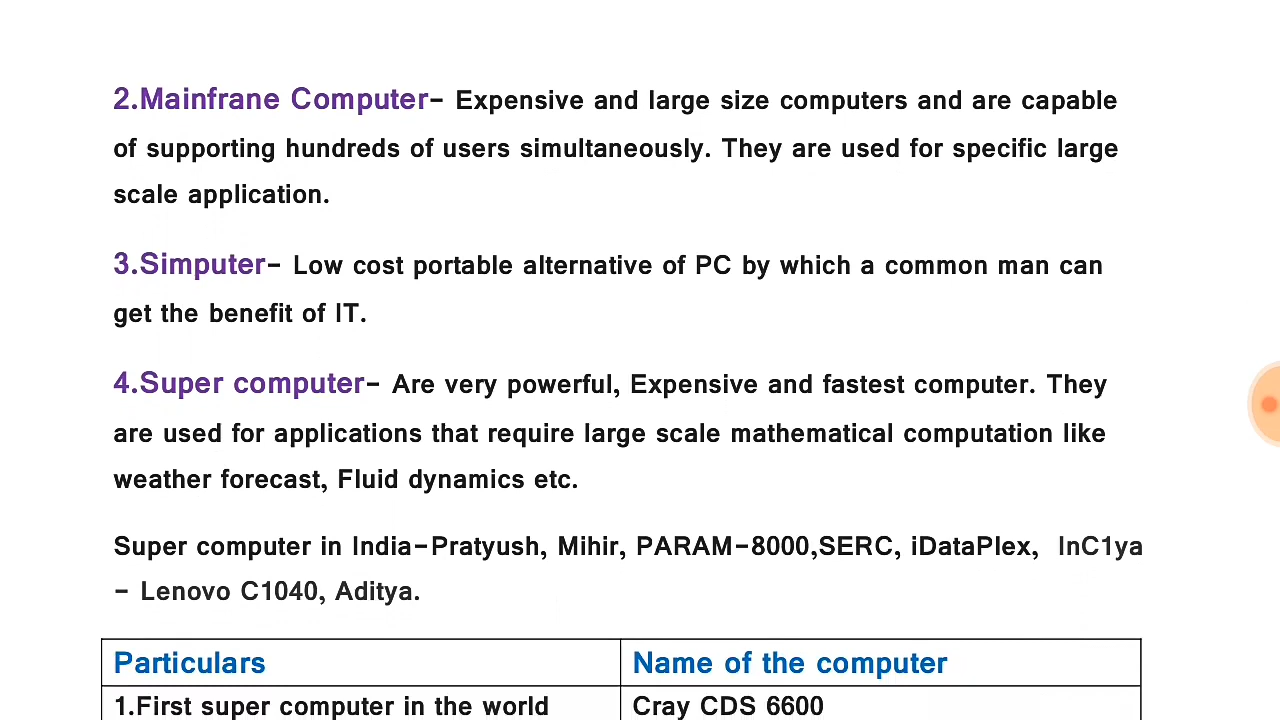 2.Mainfrane Computer- Expensive and large size computers and are capable
of supporting hundreds of users simultaneously. They are used for specific large
scale application.
3.Simputer- Low cost portable alternative of PC by which a common man can
get the benefit of IT.
4.Super computer- Are very powerful, Expensive and fastest computer. They
are used for applications that require large scale mathematical computation like
weather forecast, Fluid dynamics etc.
Super computer in India-Pratyush, Mihir, PARAM-8000,SERC, iDataPlex, InC1ya
- Lenovo C1040, Aditya.
Particulars Name of the computer
1.First super computer in the world Cray CDS 6600